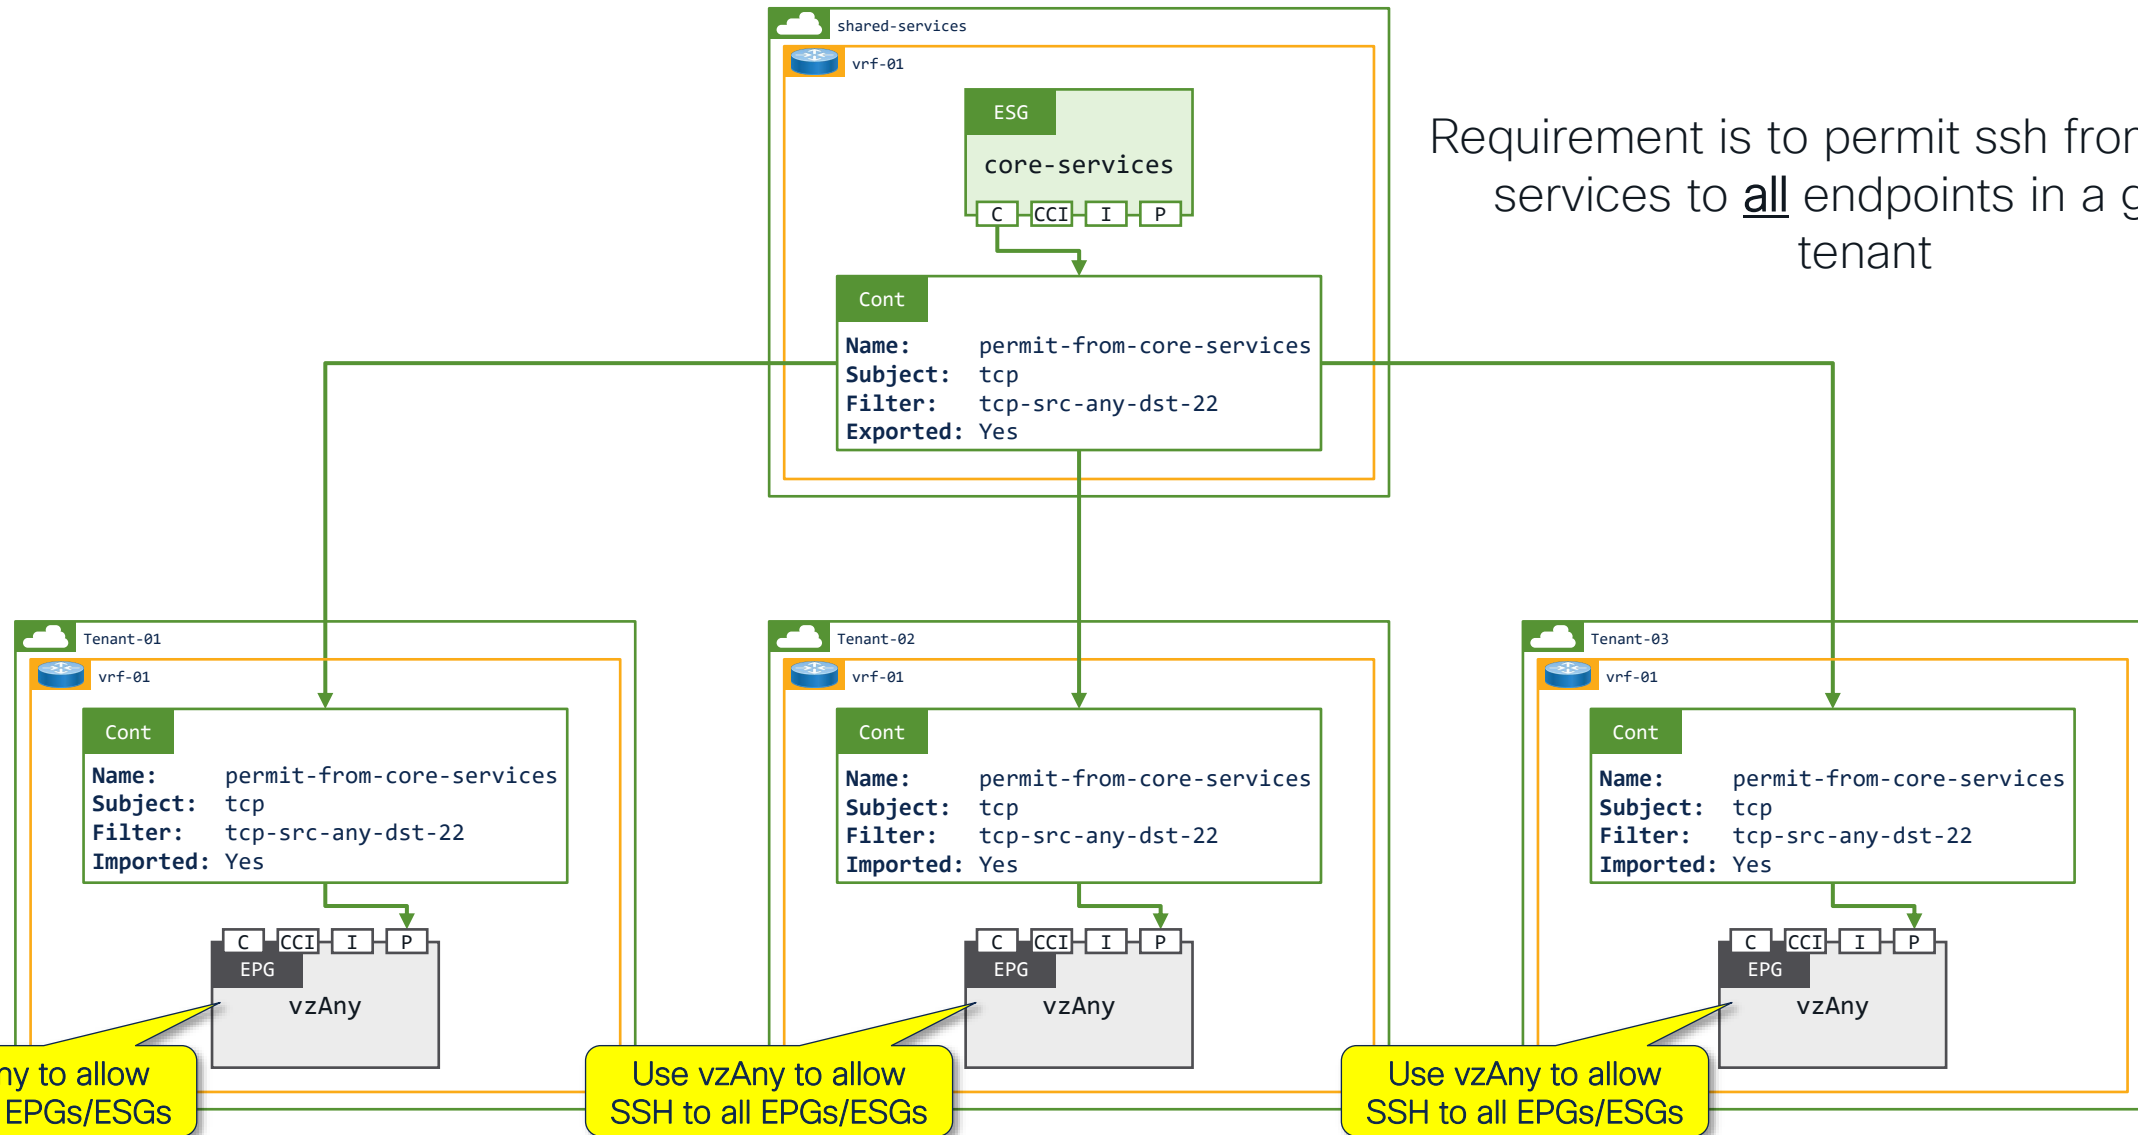 shared-services
vrf-01
ESG
core-services
C CCI I P
Requirement is to permit ssh
services to all endpoints in a
tenant
Cont
Name: permit-from-core-services
Subject: tcp
Filter: tcp-src-any-dst-22
Exported: Yes
Tenant-01
vrf-01
Cont
Name: permit-from-core-services
Subject: tcp
Filter: tcp-src-any-dst-22
Imported: Yes
C CCI I P
EPG
vzAny
to allow
EPGs/ESGs
Tenant-02
vrf-01
Cont
Name: permit-from-core-services
Subject: tcp
Filter: tcp-src-any-dst-22
Imported: Yes
C CCI I P
EPG
vzAny
Use vzAny to allow
SSH to all EPGs/ESGs
Tenant-03
vrf-01
Cont
Name: permit-from-core-services
Subject: tcp
Filter: tcp-src-any-dst-22
Imported: Yes
C CCI I P
EPG
vzAny
Use vzAny to allow
SSH to all EPGs/ESGs